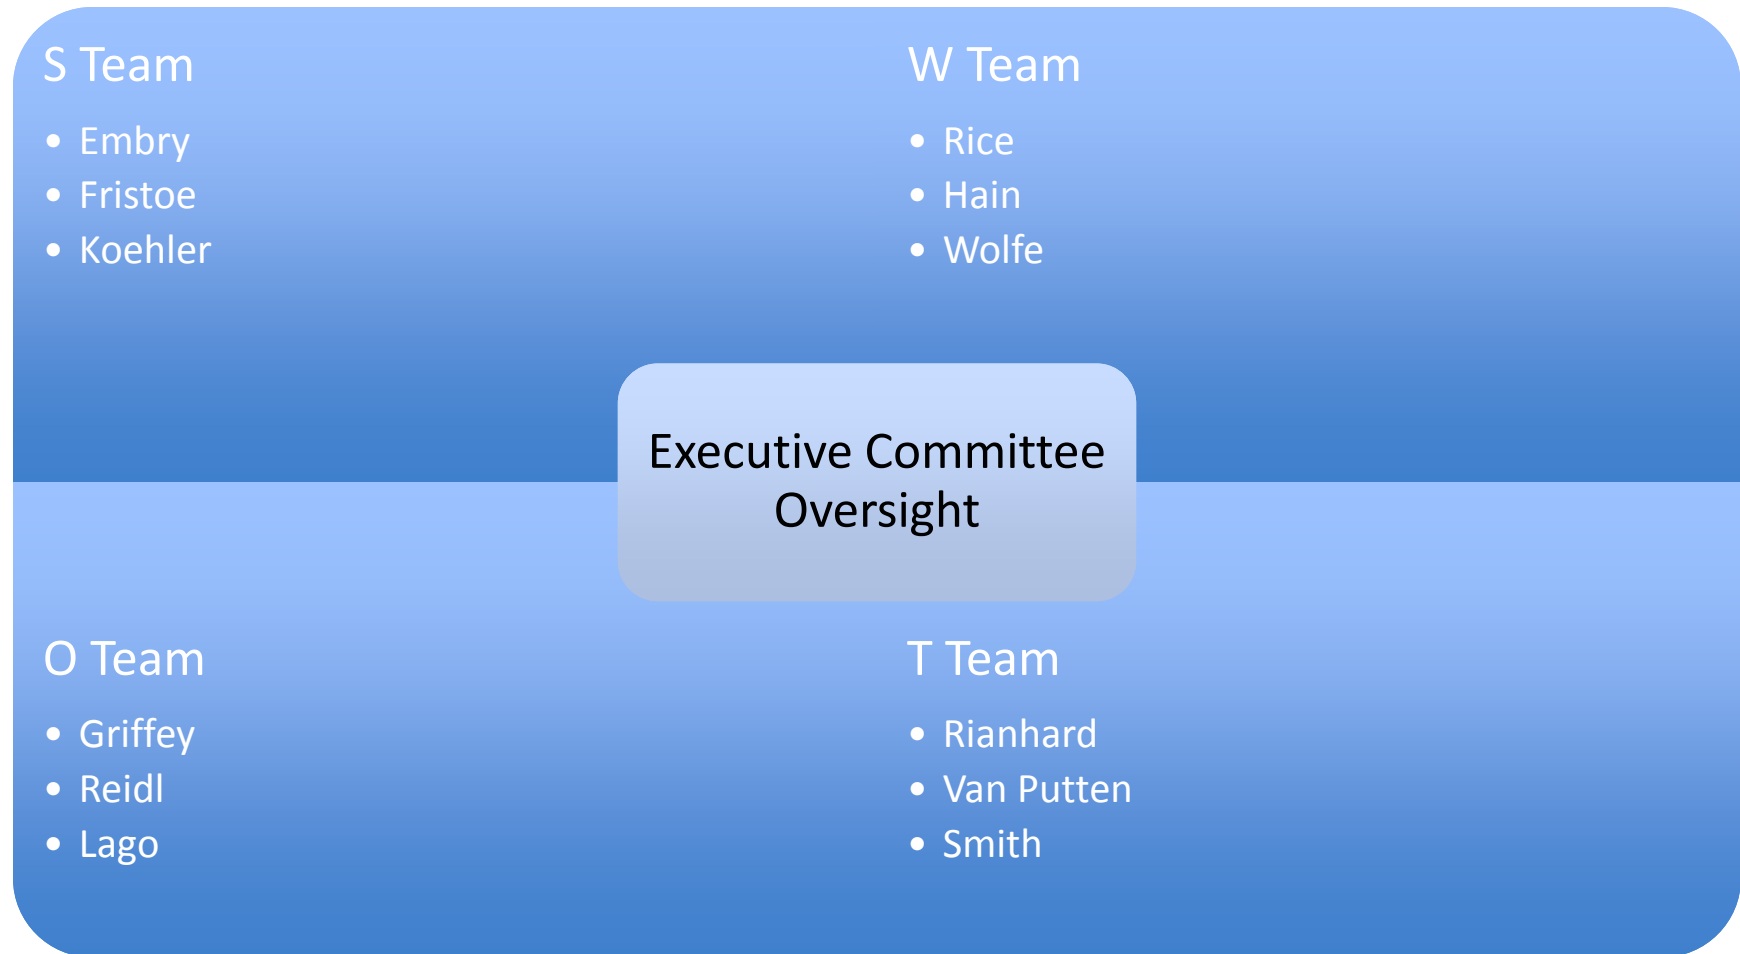 S Team
• Embry
• Fristoe
• Koehler
W Team
• Rice
• Hain
• Wolfe
Executive Committee
Oversight
O Team
• Griffey
• Reidl
• Lago
T Team
• Rianhard
• Van Putten
• Smith